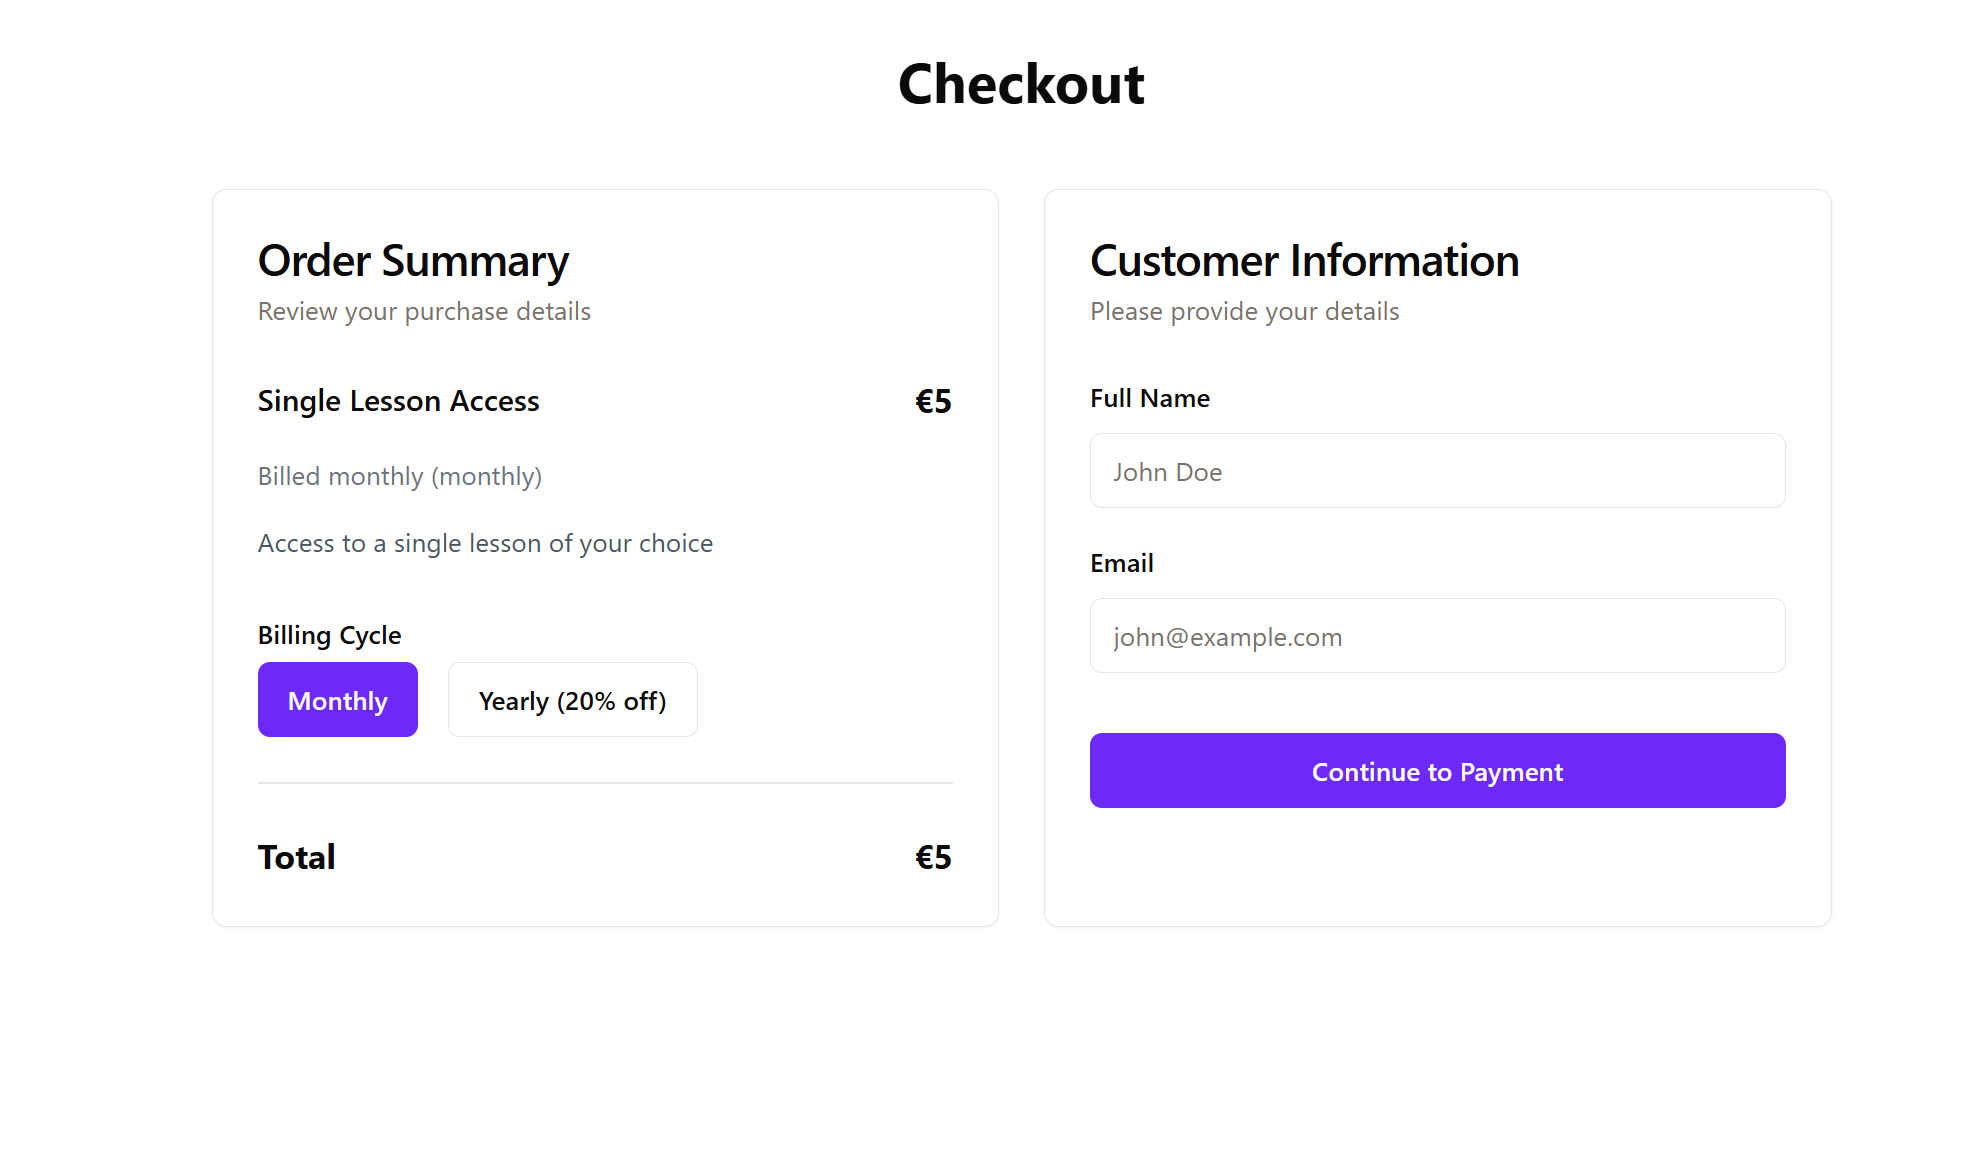 Checkout
Order Summary
Review your purchase details
Single Lesson Access €5
Billed monthly (monthly)
Access to a single lesson of your choice
Billing Cycle
Monthly Yearly (20% off)
Total €5
Customer Information
Please provide your details
Full Name
John Doe
Email
john@example.com
Continue to Payment